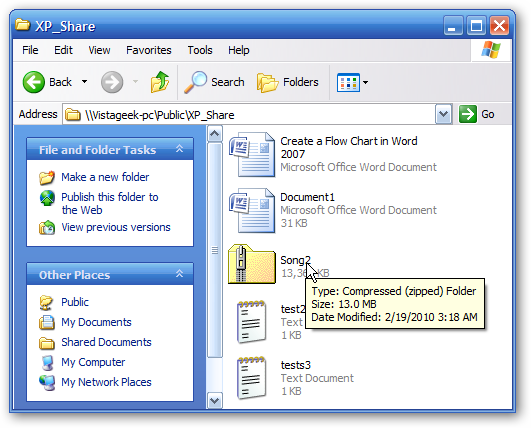 XP_Share
File Edit View Favorites Tools Help
Back Search Folders
Address \\Vistageek-pc\Public\XP_Share Go
File and Folder Tasks
Make a new folder
Publish this folder to
the Web
View previous versions
Other Places
Public
My Documents
Shared Documents
My Computer
My Network Places
Create a Flow Chart in Word
2007
Microsoft Office Word Document
Document1
Microsoft Office Word Document
31 KB
Song2
KB
Type: Compressed (zipped) Folder
Size: 13.0 MB
Date Modified: 2/19/2010 3:18 AM
test2
Text
1 KB
tests3
Text Document
1 KB